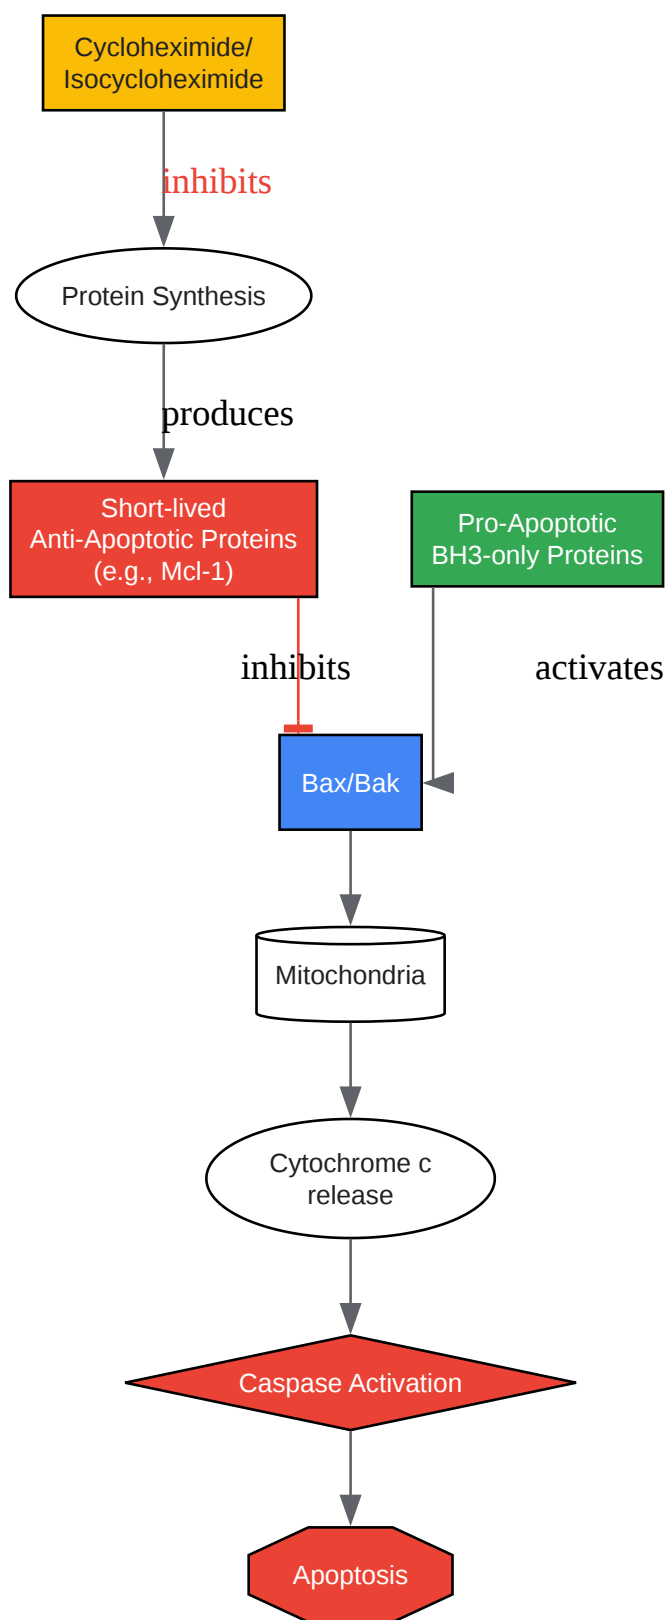 Cycloheximide/
Isocycloheximide
inhibits
Protein Synthesis
produces
Short-lived
Anti-Apoptotic Proteins
(e.g., Mcl-1)
Pro-Apoptotic
BH3-only Proteins
inhibits
activates
Bax/Bak
Mitochondria
Cytochrome c
release
Caspase Activation
Apoptosis